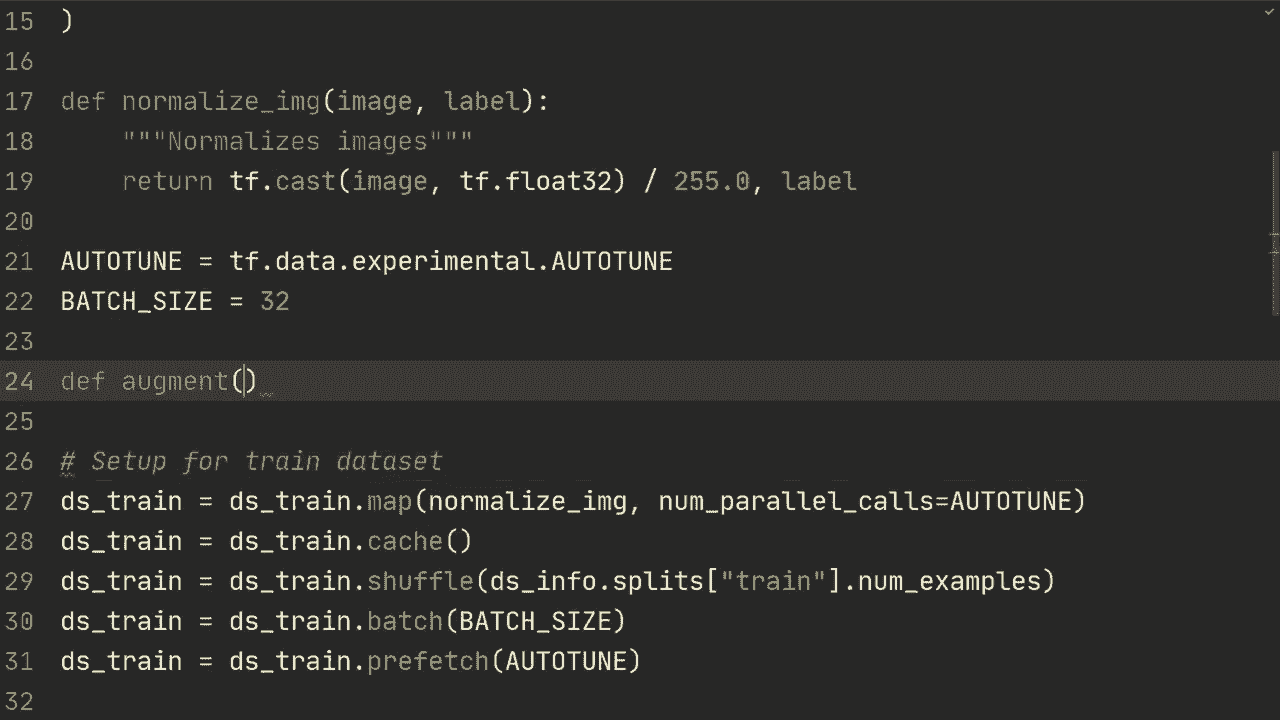 15 )
16
17 def normalize_img(image, label):
18     """Normalizes images"""
19     return tf.cast(image, tf.float32) / 255.0, label
20
21 AUTOTUNE = tf.data.experimental.AUTOTUNE
22 BATCH_SIZE = 32
23
24 def augment()
25
26 # Setup for train dataset
27 ds_train = ds_train.map(normalize_img, num_parallel_calls=AUTOTUNE)
28 ds_train = ds_train.cache()
29 ds_train = ds_train.shuffle(ds_info.splits["train"].num_examples)
30 ds_train = ds_train.batch(BATCH_SIZE)
31 ds_train = ds_train.prefetch(AUTOTUNE)
32